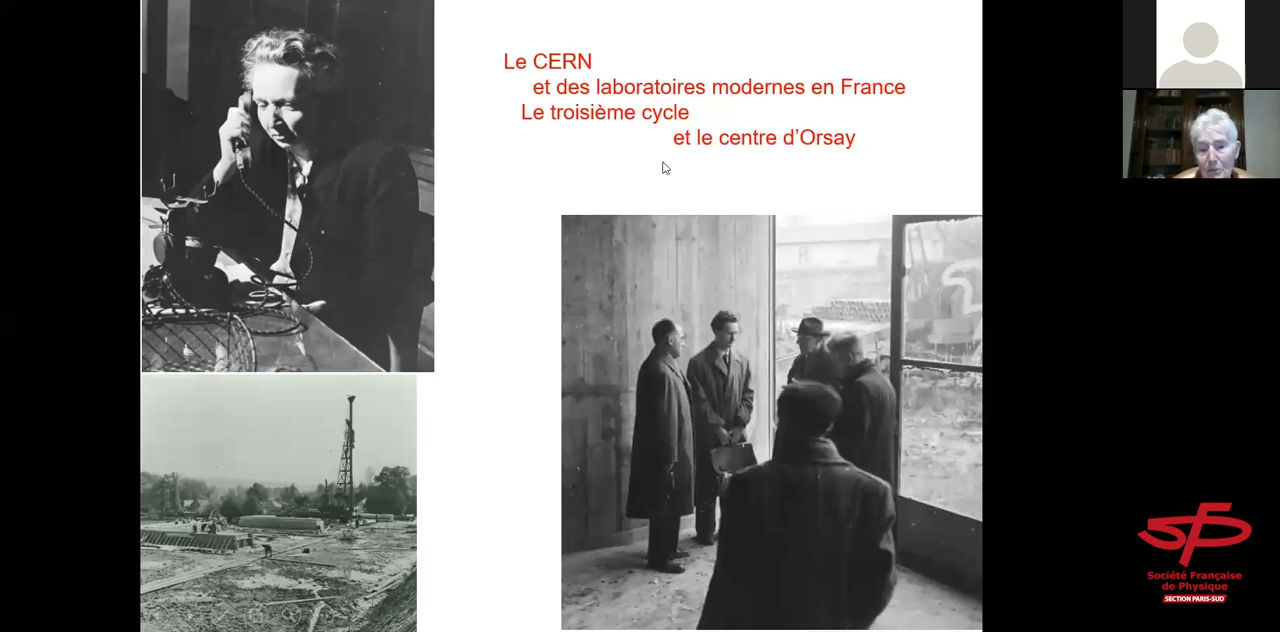 Le CERN
et des laboratoires modernes en France
Le troisième cycle
et le centre d’Orsay
sfp
Société Française
de Physique
SECTION PARIS-SUD